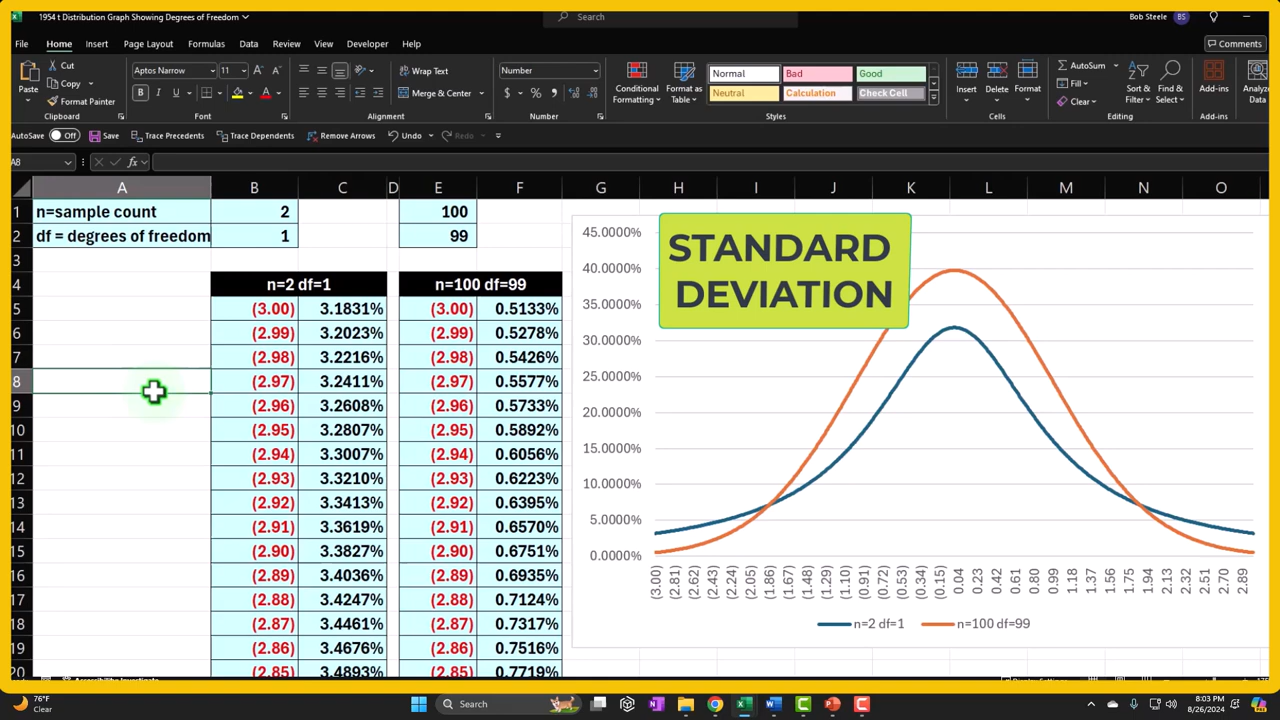 1954 t Distribution Graph Showing Degrees of Freedom
Search
Bob Steele BS
File Home Insert Page Layout Formulas Data Review View Developer Help
Comments
Paste
Cut
Copy
Format Painter
Clipboard
Aptos Narrow 11
B I U
Font
Wrap Text
Merge & Center
Alignment
Number
$ % 
Number
Conditional Formatting
Format as Table
Normal Bad Good
Neutral Calculation Check Cell
Styles
Insert Delete Format
Cells
AutoSum
Fill
Clear
Sort & Filter
Find & Select
Editing
Add-ins
Add-ins
Analyze Data
AutoSave Off Save Trace Precedents Trace Dependents Remove Arrows Undo Redo
A8 fx
A B C D E F G H I J K L M N O
1 n=sample count 2 100
2 df = degrees of freedom 1 99
3
4 n=2 df=1 n=100 df=99
5 (3.00) 3.1831% (3.00) 0.5133%
6 (2.99) 3.2023% (2.99) 0.5278%
7 (2.98) 3.2216% (2.98) 0.5426%
8 (2.97) 3.2411% (2.97) 0.5577%
9 (2.96) 3.2608% (2.96) 0.5733%
10 (2.95) 3.2807% (2.95) 0.5892%
11 (2.94) 3.3007% (2.94) 0.6056%
12 (2.93) 3.3210% (2.93) 0.6223%
13 (2.92) 3.3413% (2.92) 0.6395%
14 (2.91) 3.3619% (2.91) 0.6570%
15 (2.90) 3.3827% (2.90) 0.6751%
16 (2.89) 3.4036% (2.89) 0.6935%
17 (2.88) 3.4247% (2.88) 0.7124%
18 (2.87) 3.4461% (2.87) 0.7317%
19 (2.86) 3.4676% (2.86) 0.7516%
20 (2.85) 3.4893% (2.85) 0.7719%
STANDARD
DEVIATION
45.0000%
40.0000%
35.0000%
30.0000%
25.0000%
20.0000%
15.0000%
10.0000%
5.0000%
0.0000%
(3.00) (2.81) (2.62) (2.43) (2.24) (2.05) (1.86) (1.67) (1.48) (1.29) (1.10) (0.91) (0.72) (0.53) (0.34) (0.15) 0.04 0.23 0.42 0.61 0.80 0.99 1.18 1.37 1.56 1.75 1.94 2.13 2.32 2.51 2.70 2.89
n=2 df=1 n=100 df=99
76°F
Clear
Search
8:03 PM
8/26/2024